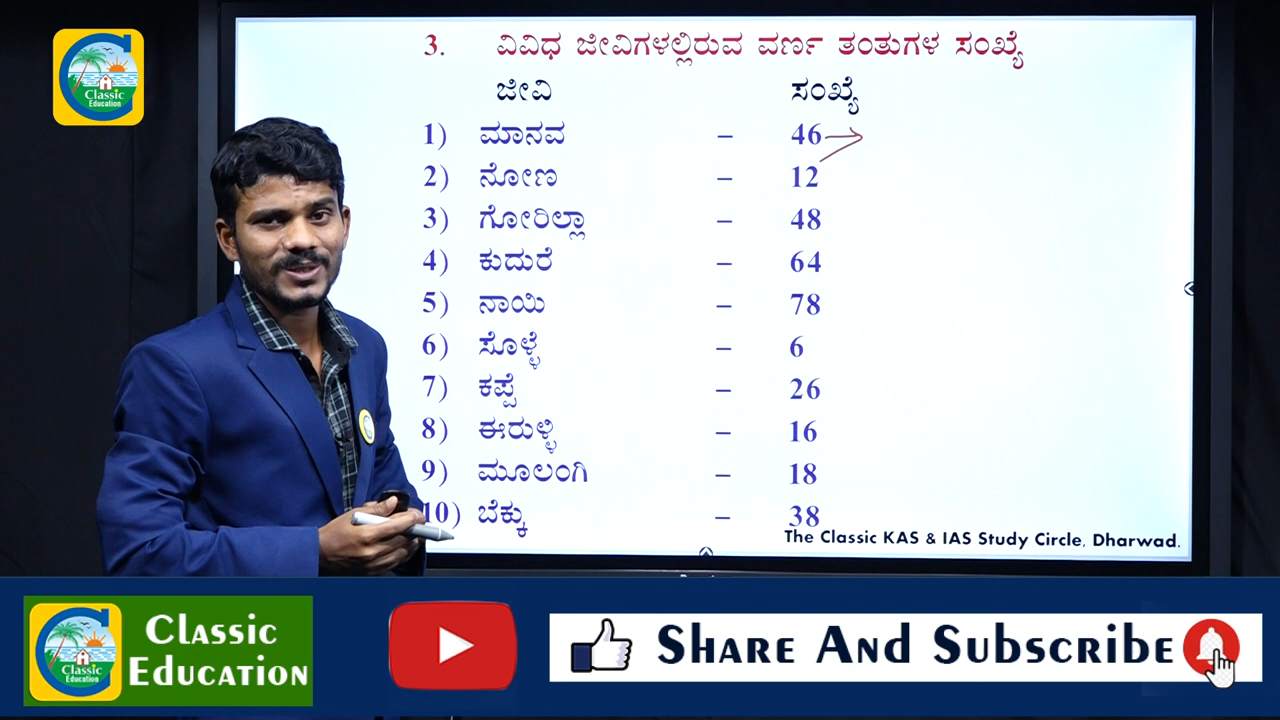 3. ವಿವಿಧ ಜೀವಿಗಳಲ್ಲಿರುವ ವರ್ಣ ತಂತುಗಳ ಸಂಖ್ಯೆ
ಜೀವಿ ಸಂಖ್ಯೆ
1) ಮಾನವ – 46
2) ನೋಣ – 12
3) ಗೋರಿಲ್ಲಾ – 48
4) ಕುದುರೆ – 64
5) ನಾಯಿ – 78
6) ಸೊಳ್ಳೆ – 6
7) ಕಪ್ಪೆ – 26
8) ಈರುಳ್ಳಿ – 16
9) ಮೂಲಂಗಿ – 18
10) ಬೆಕ್ಕು – 38
The Classic KAS & IAS Study Circle, Dharwad.
Classic
Education
Classic
Education
CLASSIC
EDUCATION
SHARE AND SUBSCRIBE